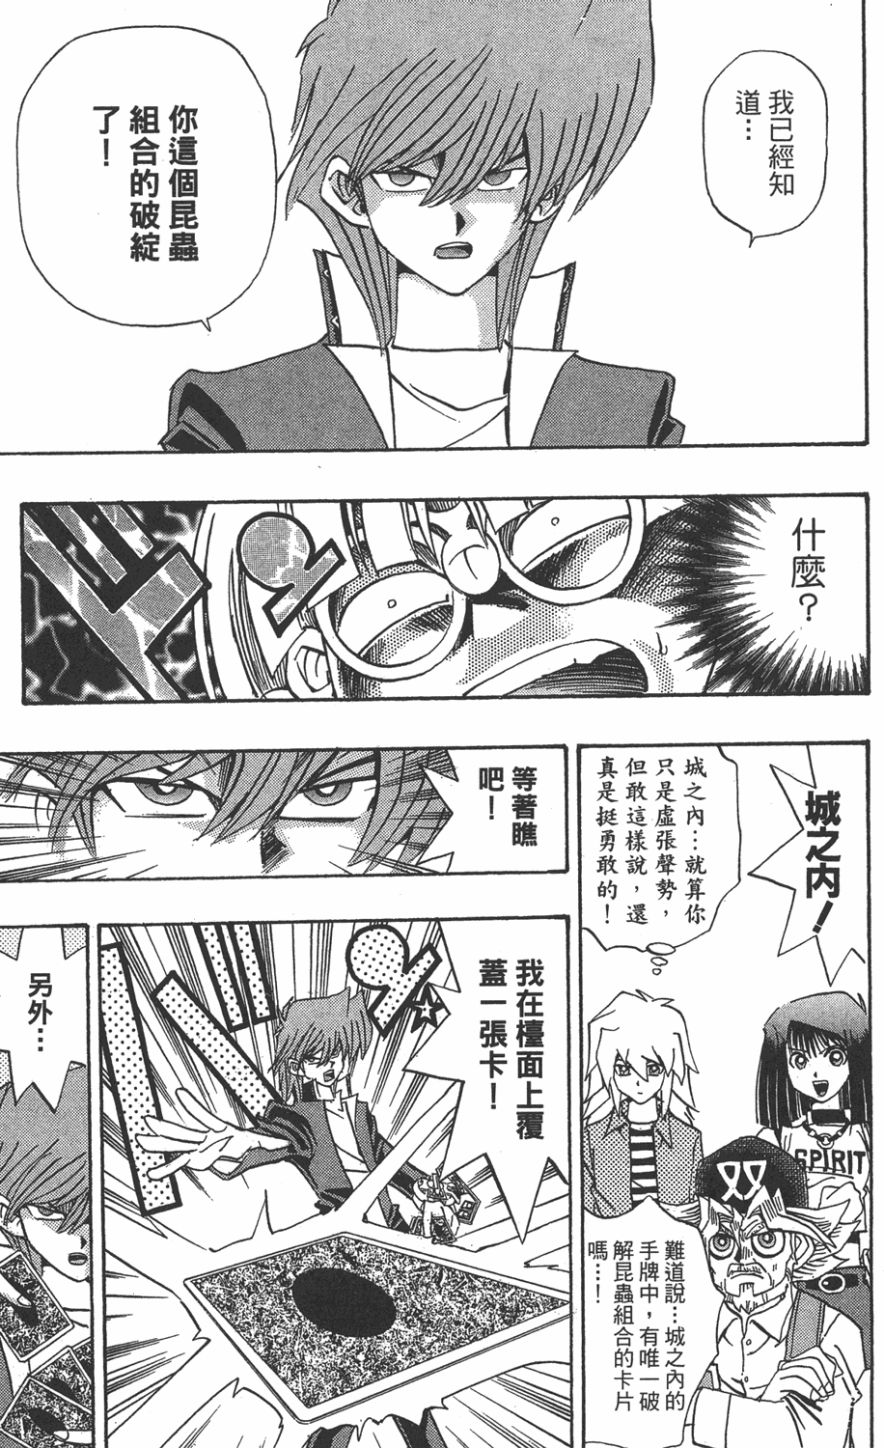 我已經知
道…
你這個昆蟲
組合的破綻
了！
什麼？
城之內！
城之內…就算你
只是虛張聲勢，
但敢這樣說，還
真是挺勇敢的！
SPIRIT
双
難道說…城之內的
手牌中，有唯一破
解昆蟲組合的卡片
嗎…！
等著瞧
吧！
我在檯面上覆
蓋一張卡！
另外…